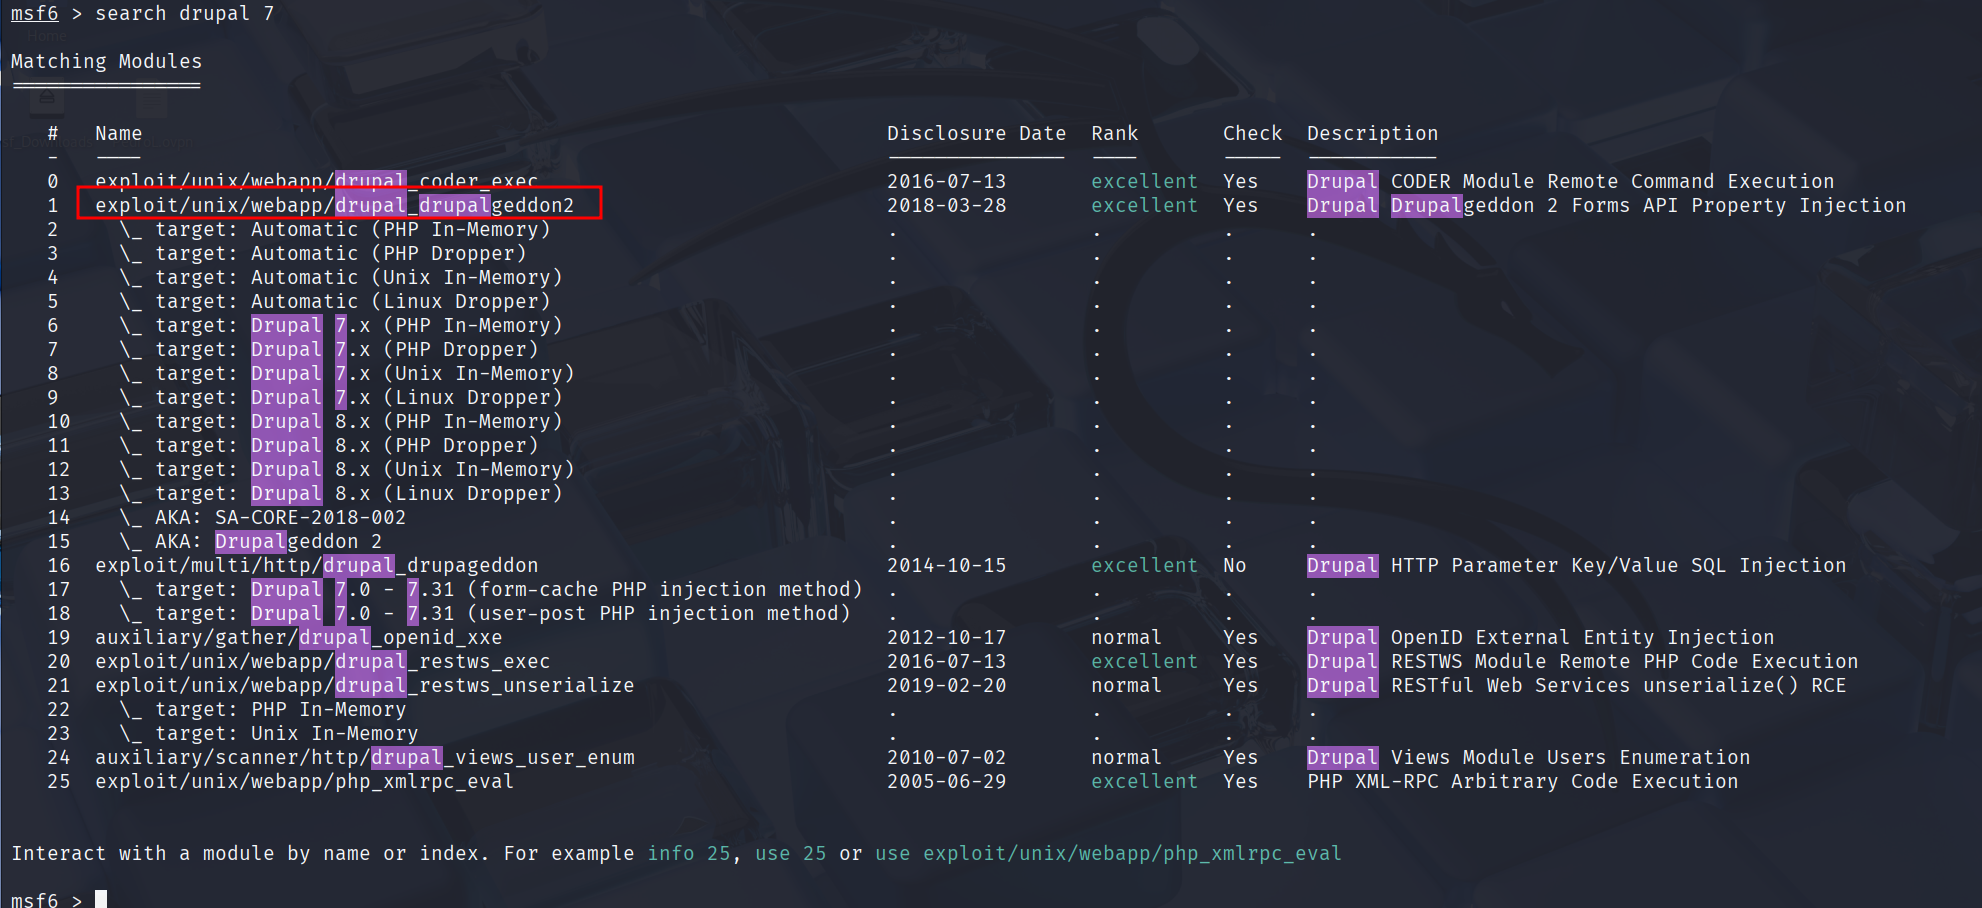 msf6 > search drupal 7
Matching Modules
================
# Name Disclosure Date Rank Check Description
- ---- --------------- ---- ----- -----------
0 exploit/unix/webapp/drupal_coder_exec 2016-07-13 excellent Yes Drupal CODER Module Remote Command Execution
1 exploit/unix/webapp/drupal_drupalgeddon2 2018-03-28 excellent Yes Drupal Drupalgeddon 2 Forms API Property Injection
2 \_ target: Automatic (PHP In-Memory) . . . .
3 \_ target: Automatic (PHP Dropper) . . . .
4 \_ target: Automatic (Unix In-Memory) . . . .
5 \_ target: Automatic (Linux Dropper) . . . .
6 \_ target: Drupal 7.x (PHP In-Memory) . . . .
7 \_ target: Drupal 7.x (PHP Dropper) . . . .
8 \_ target: Drupal 7.x (Unix In-Memory) . . . .
9 \_ target: Drupal 7.x (Linux Dropper) . . . .
10 \_ target: Drupal 8.x (PHP In-Memory) . . . .
11 \_ target: Drupal 8.x (PHP Dropper) . . . .
12 \_ target: Drupal 8.x (Unix In-Memory) . . . .
13 \_ target: Drupal 8.x (Linux Dropper) . . . .
14 \_ AKA: SA-CORE-2018-002 . . . .
15 \_ AKA: Drupalgeddon 2 . . . .
16 exploit/multi/http/drupal_drupageddon 2014-10-15 excellent No Drupal HTTP Parameter Key/Value SQL Injection
17 \_ target: Drupal 7.0 - 7.31 (form-cache PHP injection method) . . . .
18 \_ target: Drupal 7.0 - 7.31 (user-post PHP injection method) . . . .
19 auxiliary/gather/drupal_openid_xxe 2012-10-17 normal Yes Drupal OpenID External Entity Injection
20 exploit/unix/webapp/drupal_restws_exec 2016-07-13 excellent Yes Drupal RESTWS Module Remote PHP Code Execution
21 exploit/unix/webapp/drupal_restws_unserialize 2019-02-20 normal Yes Drupal RESTful Web Services unserialize() RCE
22 \_ target: PHP In-Memory . . . .
23 \_ target: Unix In-Memory . . . .
24 auxiliary/scanner/http/drupal_views_user_enum 2010-07-02 normal Yes Drupal Views Module Users Enumeration
25 exploit/unix/webapp/php_xmlrpc_eval 2005-06-29 excellent Yes PHP XML-RPC Arbitrary Code Execution
Interact with a module by name or index. For example info 25, use 25 or use exploit/unix/webapp/php_xmlrpc_eval
msf6 >